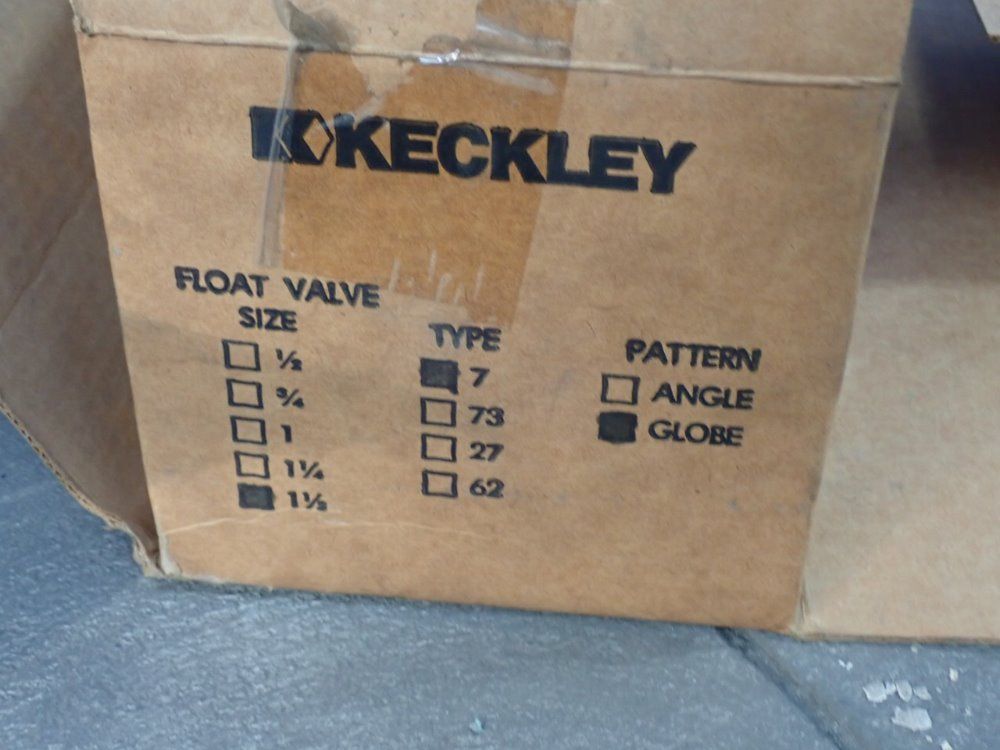 KECKLEY
FLOAT VALVE
SIZE
½
¾
1
1¼
1½
TYPE
7
73
27
62
PATTERN
ANGLE
GLOBE